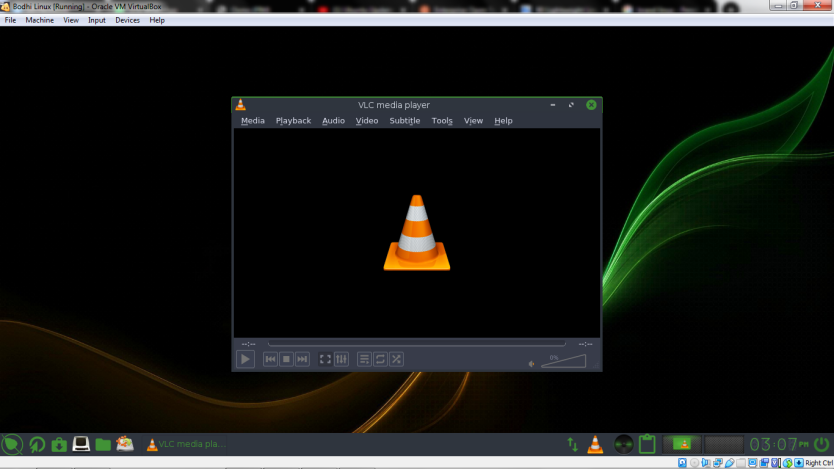 Bodhi Linux [Running] - Oracle VM VirtualBox
File Machine View Input Devices Help
VLC media player
Media Playback Audio Video Subtitle Tools View Help
--:-- --:--
0%
VLC media pla... 03:07PM
Right Ctrl